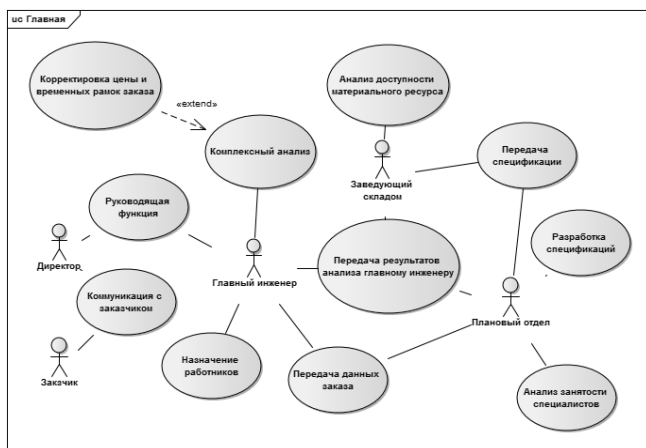 uc Главная
Корректировка цены и
временных рамок заказа
«extend»
Комплексный анализ
Анализ доступности
материального ресурса
Заведующий
складом
Передача
спецификации
Руководящая
функция
Директор
Главный инженер
Передача результатов
анализа главному инженеру
Разработка
спецификаций
Коммуникация с
заказчиком
Плановый отдел
Заказчик
Назначение
работников
Передача данных
заказа
Анализ занятости
специалистов